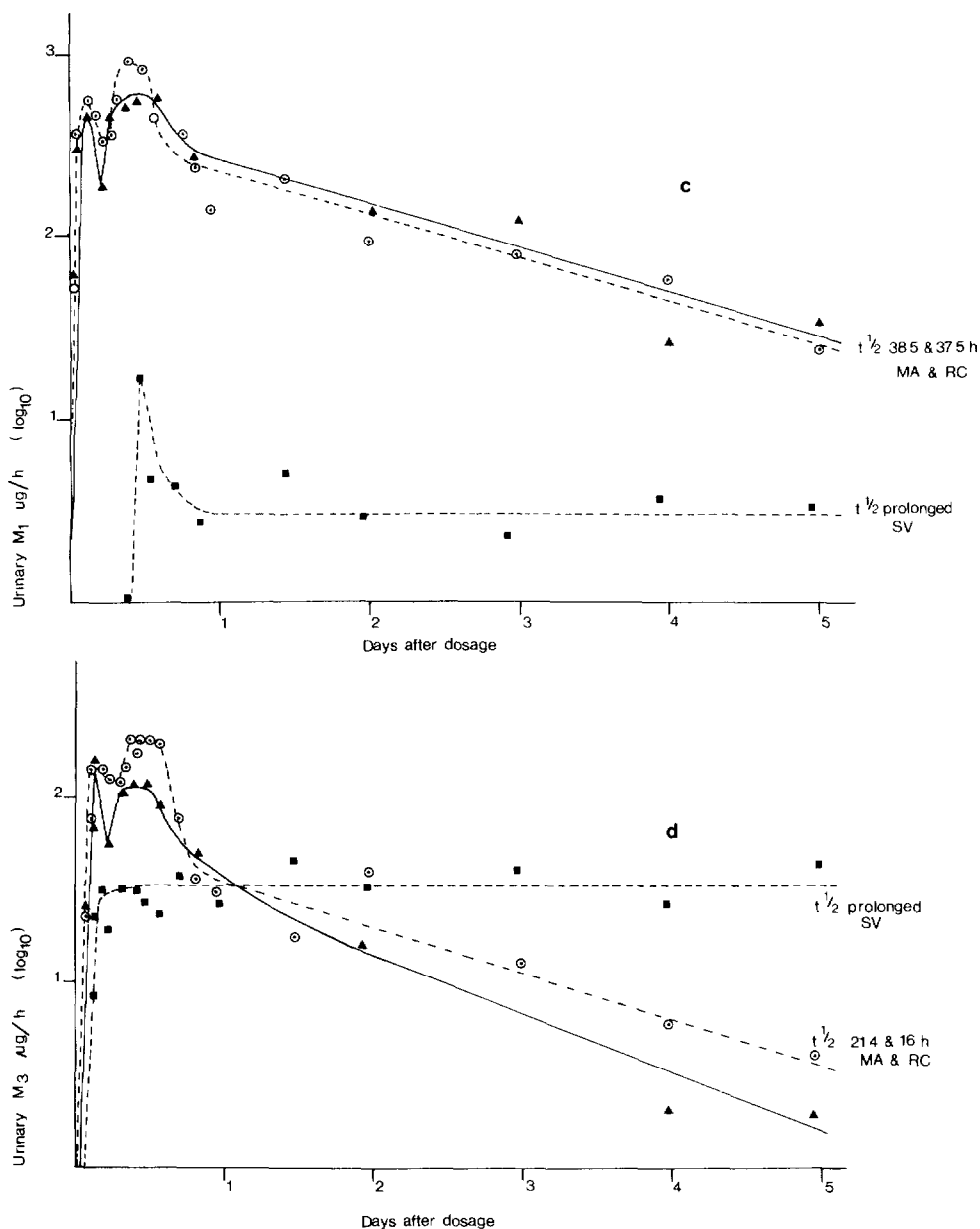 3
2
1
Urinary M1 ug/h (log10)
c
t ½ 38 5 & 37 5 h
MA & RC
t ½ prolonged
SV
1
2
3
4
5
Days after dosage
2
1
Urinary M3 µg/h (log10)
d
t ½ prolonged
SV
t ½ 21 4 & 16 h
MA & RC
1
2
3
4
5
Days after dosage